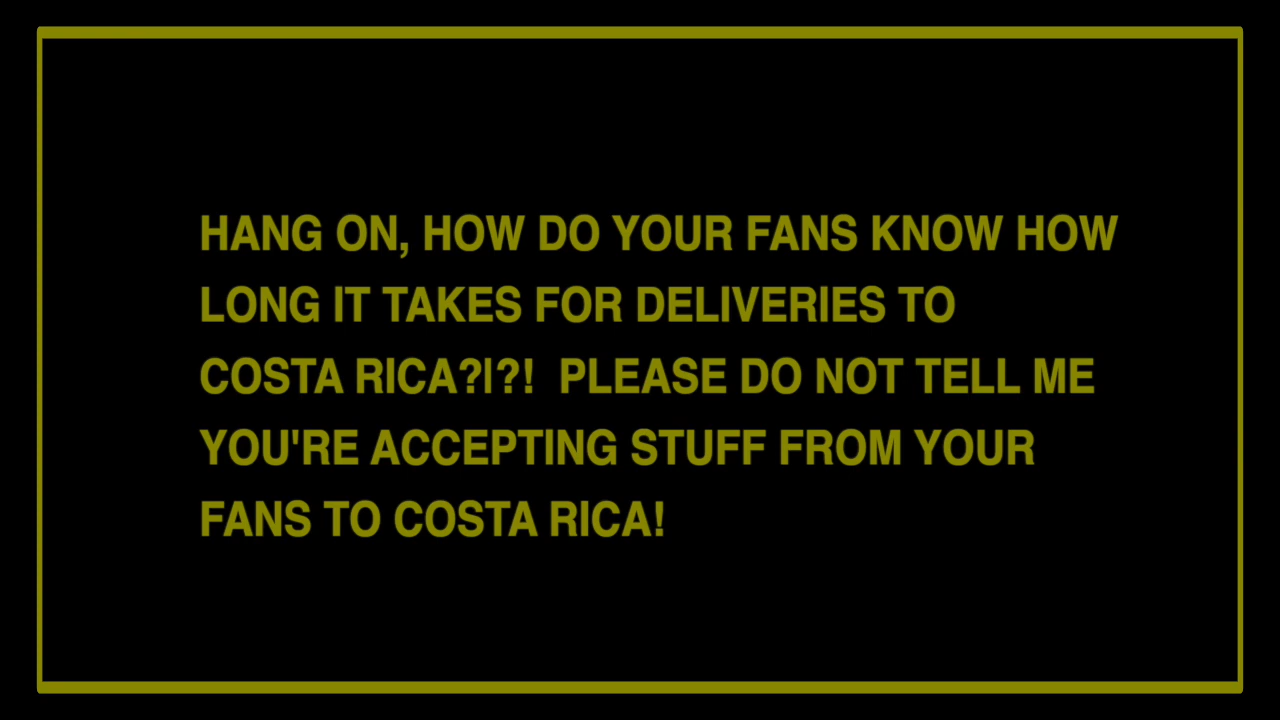 HANG ON, HOW DO YOUR FANS KNOW HOW
LONG IT TAKES FOR DELIVERIES TO
COSTA RICA?I?!  PLEASE DO NOT TELL ME
YOU'RE ACCEPTING STUFF FROM YOUR
FANS TO COSTA RICA!